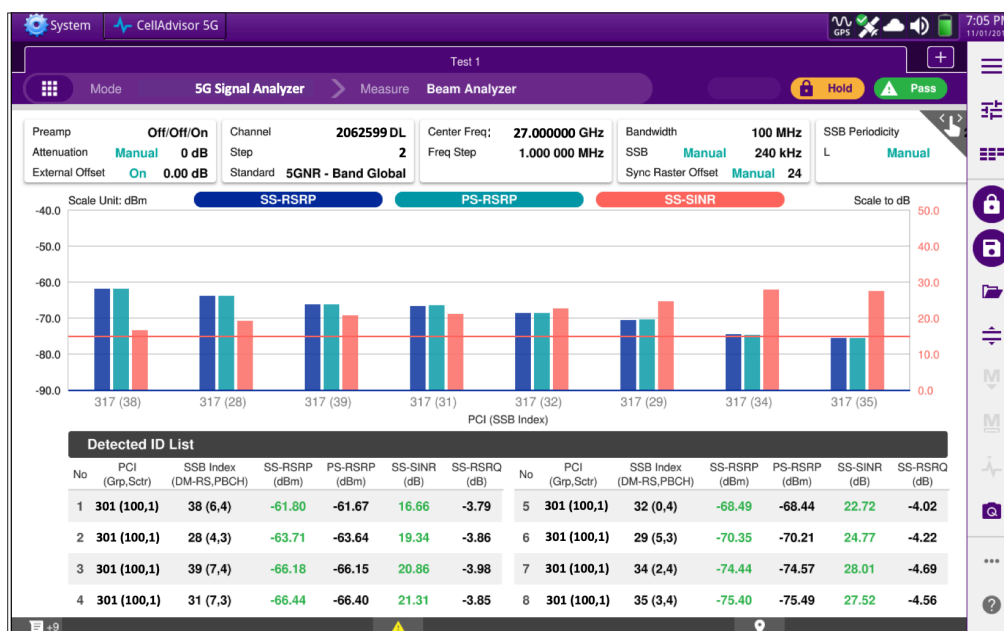 System CellAdvisor 5G GPS 7:05 PM
11/01/201
Test 1 +
Mode 5G Signal Analyzer Measure Beam Analyzer Hold Pass
Preamp Off/Off/On Channel 2062599 DL Center Freq: 27.000000 GHz Bandwidth 100 MHz SSB Periodicity
Attenuation Manual 0 dB Step 2 Freq Step 1.000 000 MHz SSB Manual 240 kHz L Manual
External Offset On 0.00 dB Standard 5GNR - Band Global Sync Raster Offset Manual 24
Scale Unit: dBm SS-RSRP PS-RSRP SS-SINR Scale to dB
-40.0 50.0
-50.0 40.0
-60.0 30.0
-70.0 20.0
-80.0 10.0
-90.0 0.0
317 (38) 317 (28) 317 (39) 317 (31) 317 (32) 317 (29) 317 (34) 317 (35)
PCI (SSB Index)
Detected ID List
No PCI (Grp,Sctr) SSB Index (DM-RS,PBCH) SS-RSRP (dBm) PS-RSRP (dBm) SS-SINR (dB) SS-RSRQ (dB) No PCI (Grp,Sctr) SSB Index (DM-RS,PBCH) SS-RSRP (dBm) PS-RSRP (dBm) SS-SINR (dB) SS-RSRQ (dB)
1 301 (100,1) 38 (6,4) -61.80 -61.67 16.66 -3.79 5 301 (100,1) 32 (0,4) -68.49 -68.44 22.72 -4.02
2 301 (100,1) 28 (4,3) -63.71 -63.64 19.34 -3.86 6 301 (100,1) 29 (5,3) -70.35 -70.21 24.77 -4.22
3 301 (100,1) 39 (7,4) -66.18 -66.15 20.86 -3.98 7 301 (100,1) 34 (2,4) -74.44 -74.57 28.01 -4.69
4 301 (100,1) 31 (7,3) -66.44 -66.40 21.31 -3.85 8 301 (100,1) 35 (3,4) -75.40 -75.49 27.52 -4.56
+9